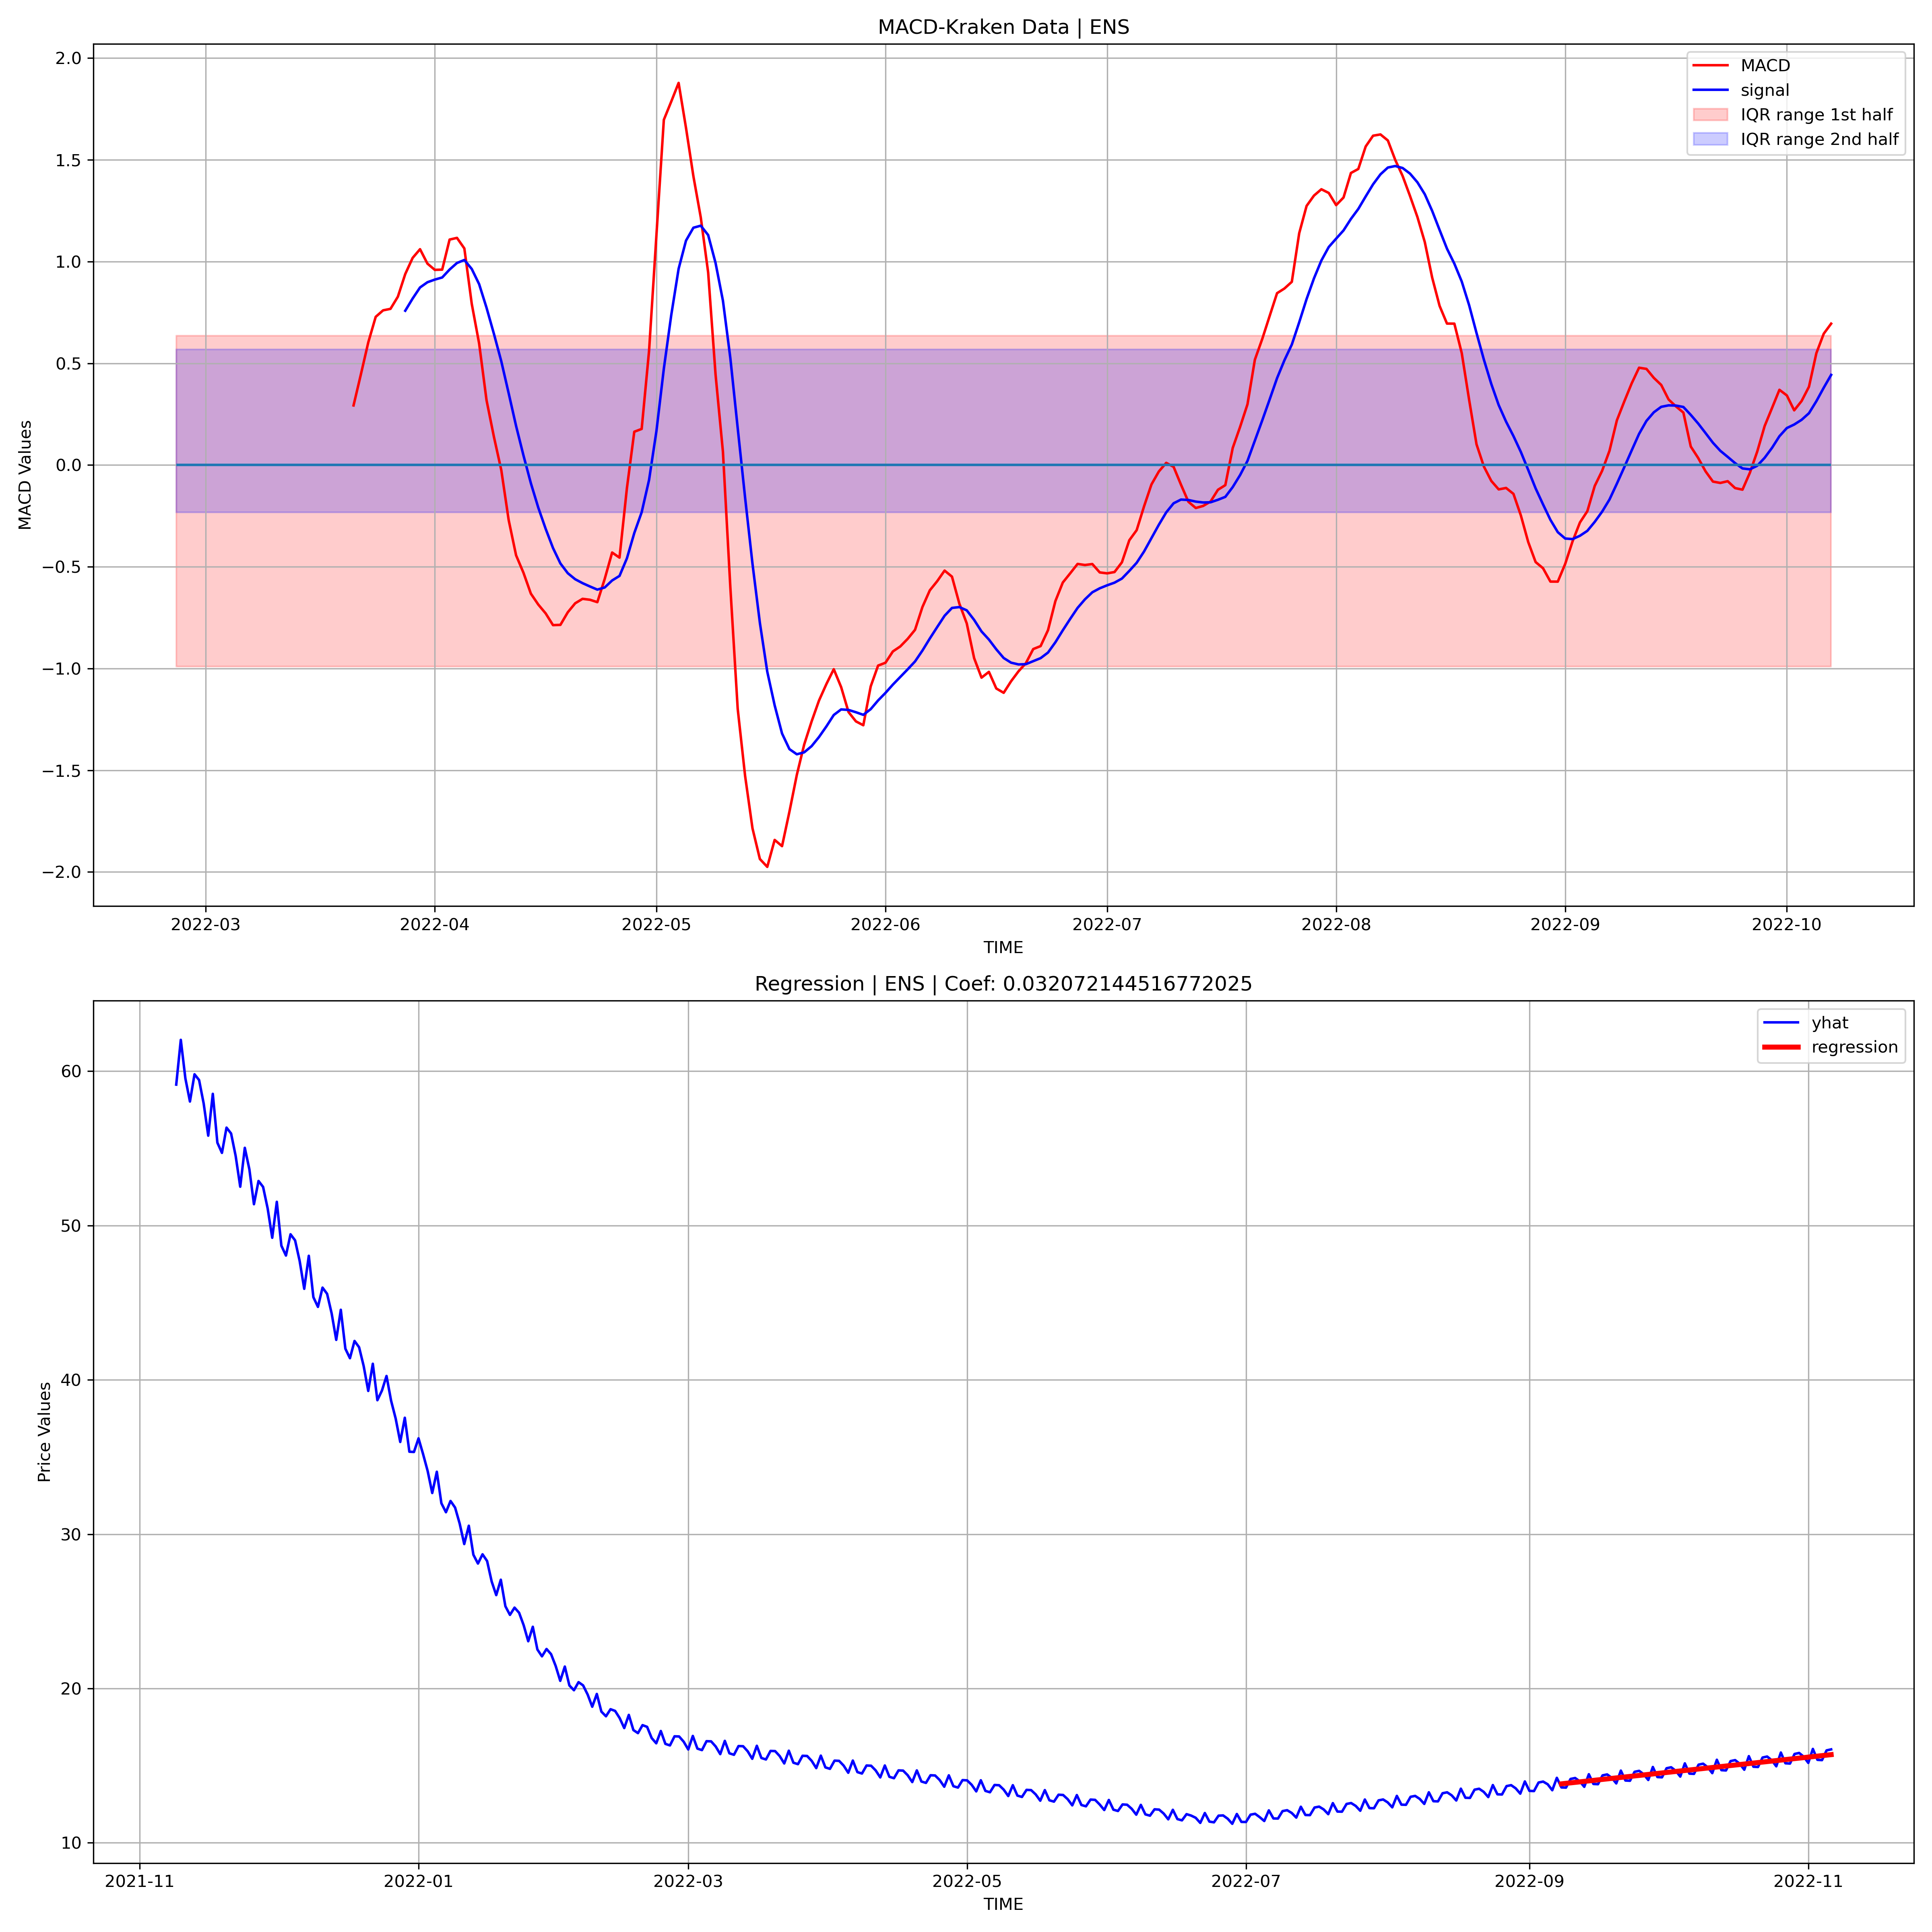 MACD-Kraken Data | ENS
MACD
signal
IQR range 1st half
IQR range 2nd half
2.0
1.5
1.0
0.5
0.0
−0.5
−1.0
−1.5
−2.0
MACD Values
2022-03 2022-04 2022-05 2022-06 2022-07 2022-08 2022-09 2022-10
TIME
Regression | ENS | Coef: 0.032072144516772025
yhat
regression
60
50
40
30
20
10
Price Values
2021-11 2022-01 2022-03 2022-05 2022-07 2022-09 2022-11
TIME